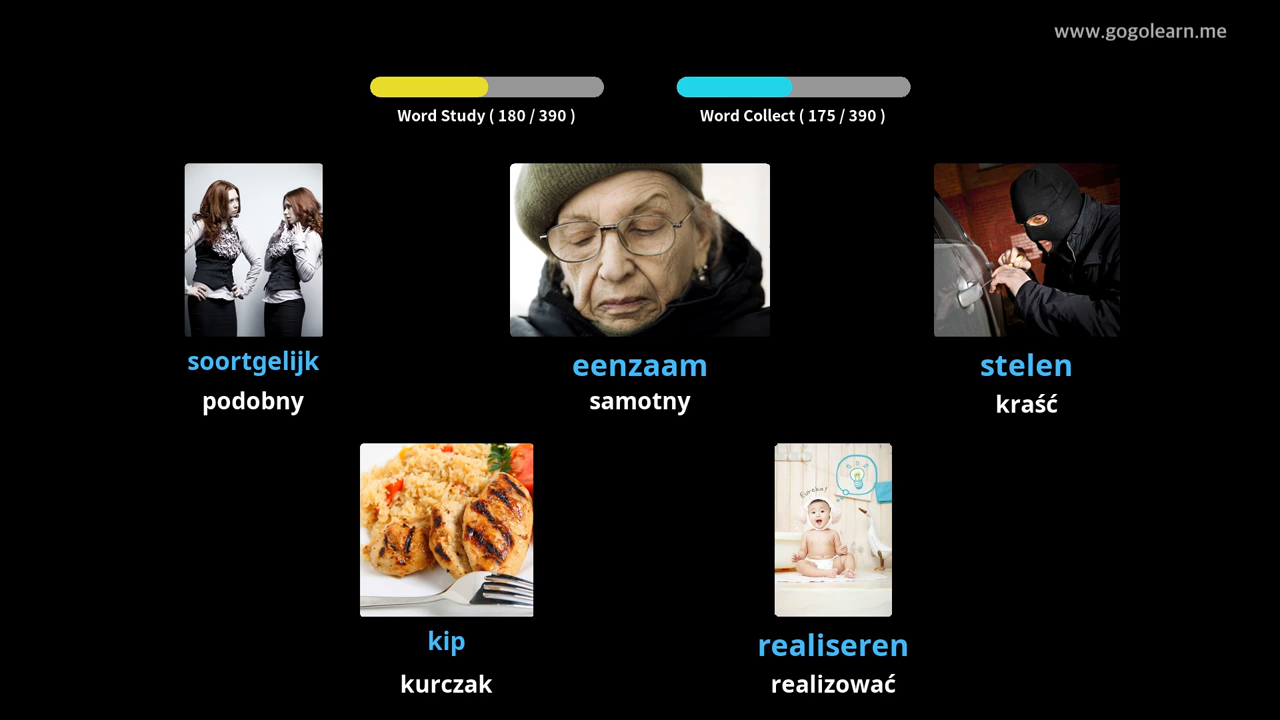 www.gogolearn.me
Word Study ( 180 / 390 )
Word Collect ( 175 / 390 )
soortgelijk
podobny
eenzaam
samotny
stelen
kraść
Eureka!
kip
kurczak
realiseren
realizować